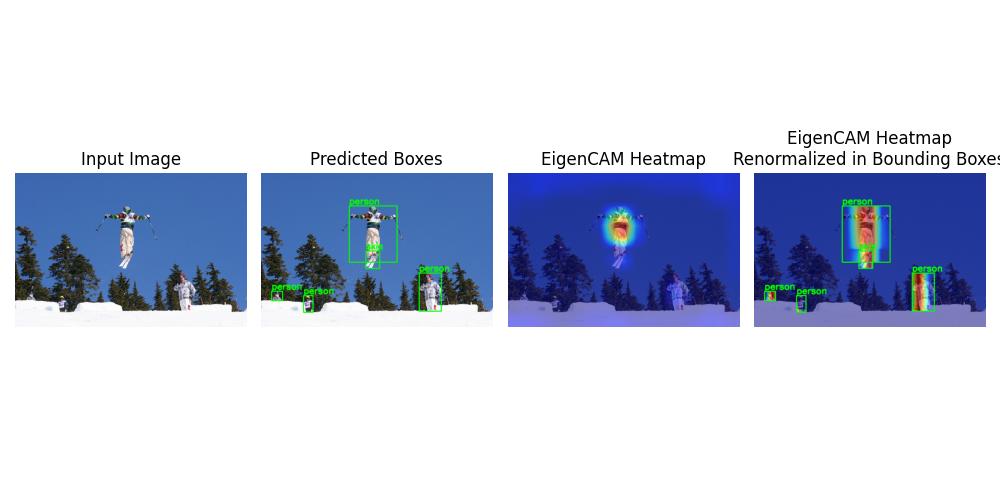 Input Image
Predicted Boxes
EigenCAM Heatmap
EigenCAM Heatmap
Renormalized in Bounding Boxes
person
person
person
person
person
person
person
person